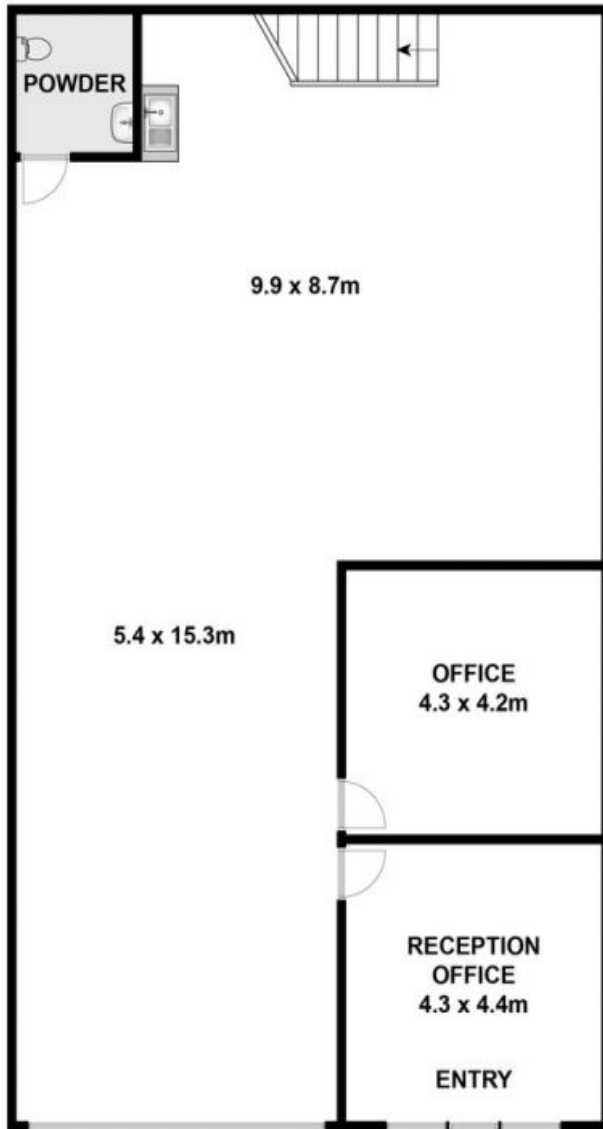 POWDER
9.9 x 8.7m
5.4 x 15.3m
OFFICE
4.3 x 4.2m
RECEPTION
OFFICE
4.3 x 4.4m
ENTRY